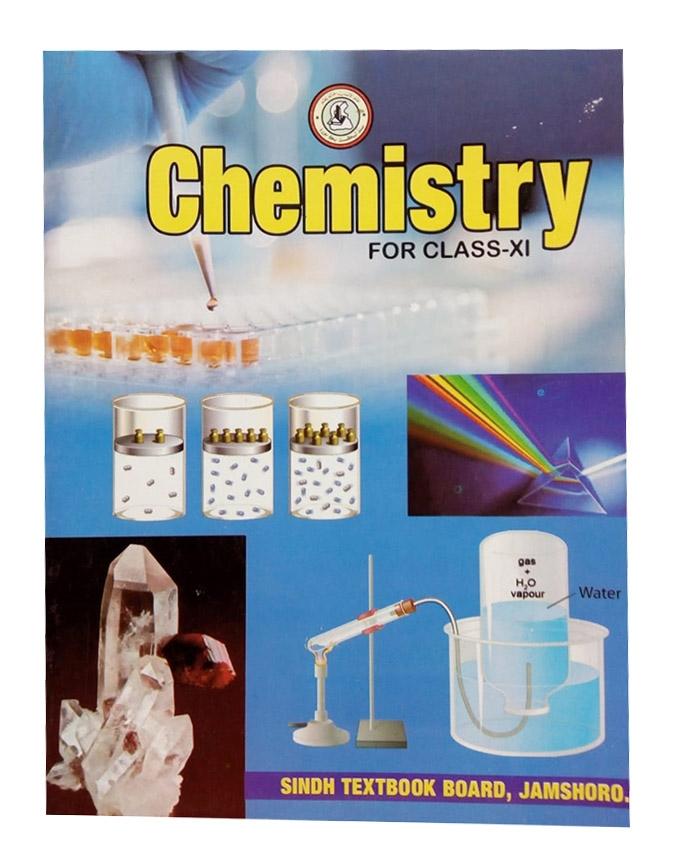 Chemistry
FOR CLASS-XI
gas
+
H₂O
vapour
Water
SINDH TEXTBOOK BOARD, JAMSHORO.